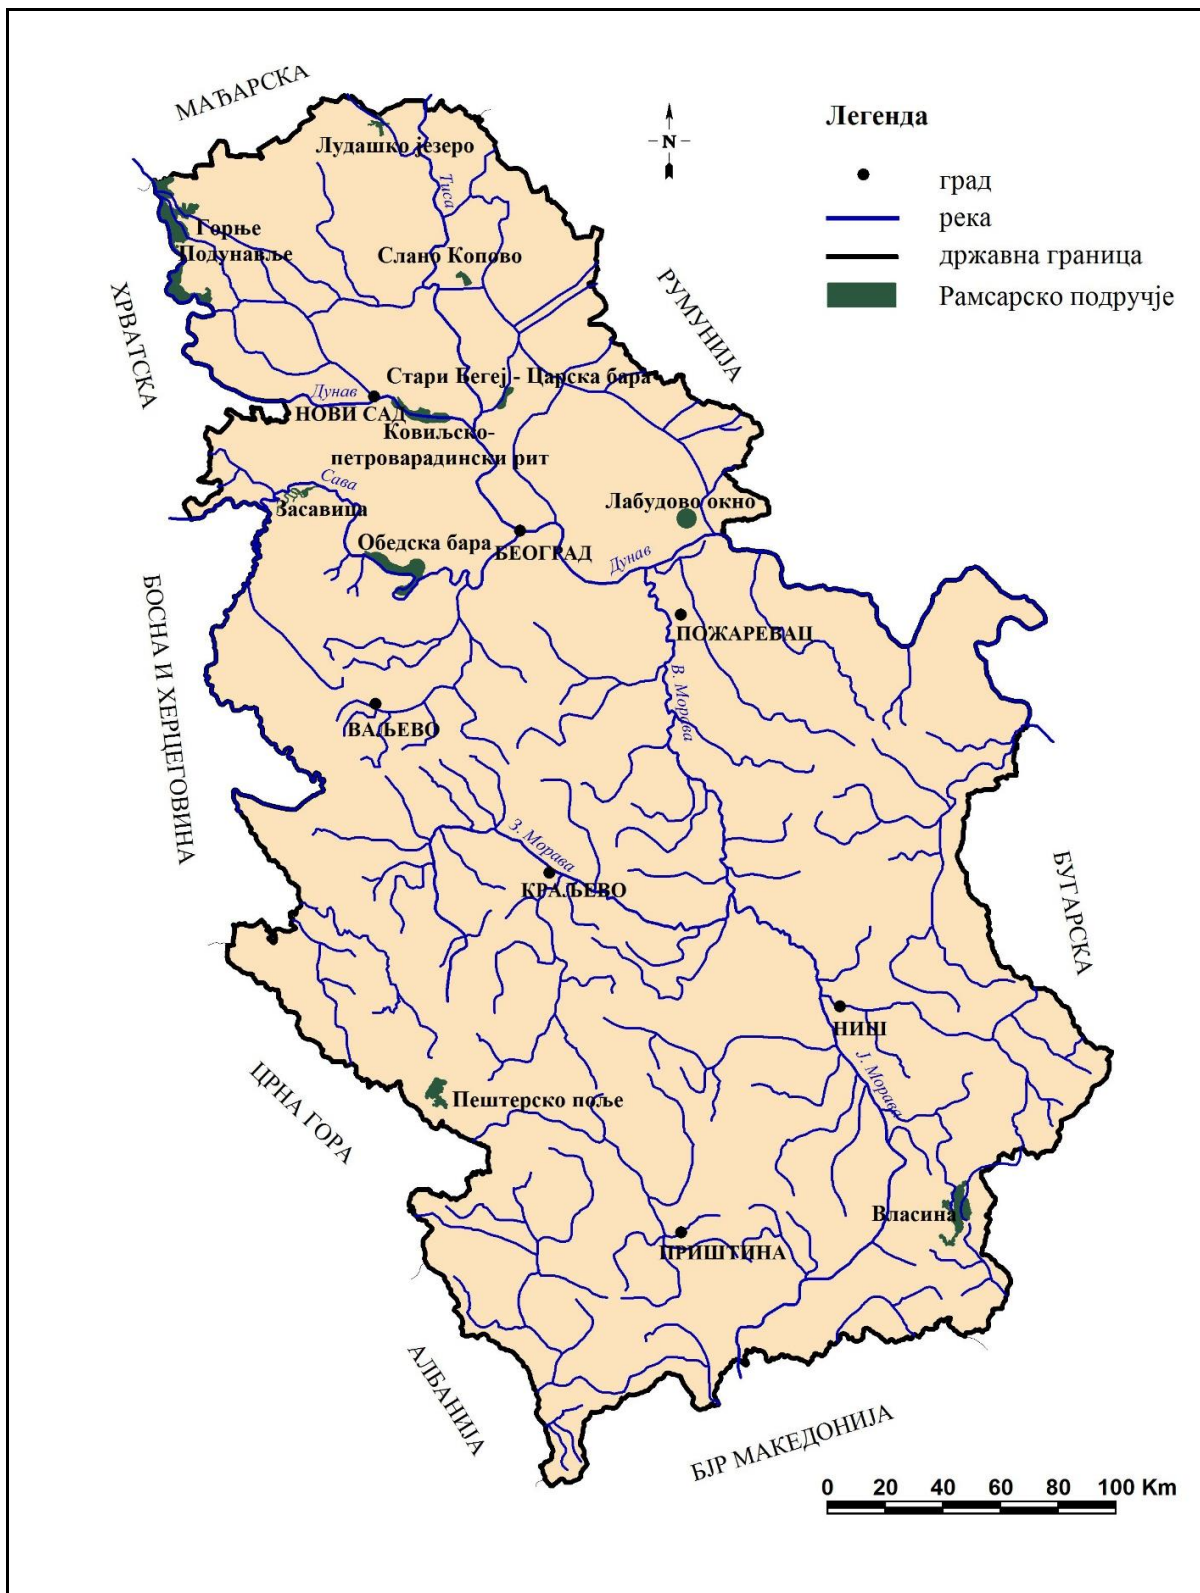 МАЂАРСКА
Легенда
N
град
река
државна граница
Рамсарско подручје
Лудашко језеро
Тиса
Горње
Подунавље
Слано Копово
РУМУНИЈА
ХРВАТСКА
Стари Бегеј - Царска бара
Дунав
НОВИ САД
Ковиљско-
петроварадински рит
Сава
Засавица
Лабудово окно
Обедска бара
БЕОГРАД
Дунав
БОСНА И ХЕРЦЕГОВИНА
ПОЖАРЕВАЦ
В. Морава
ВАЉЕВО
З. Морава
КРАЉЕВО
БУГАРСКА
НИШ
Ј. Морава
ЦРНА ГОРА
Пештерско поље
Власина
ПРИШТИНА
АЛБАНИЈА
БЈР МАКЕДОНИЈА
0 20 40 60 80 100 Km